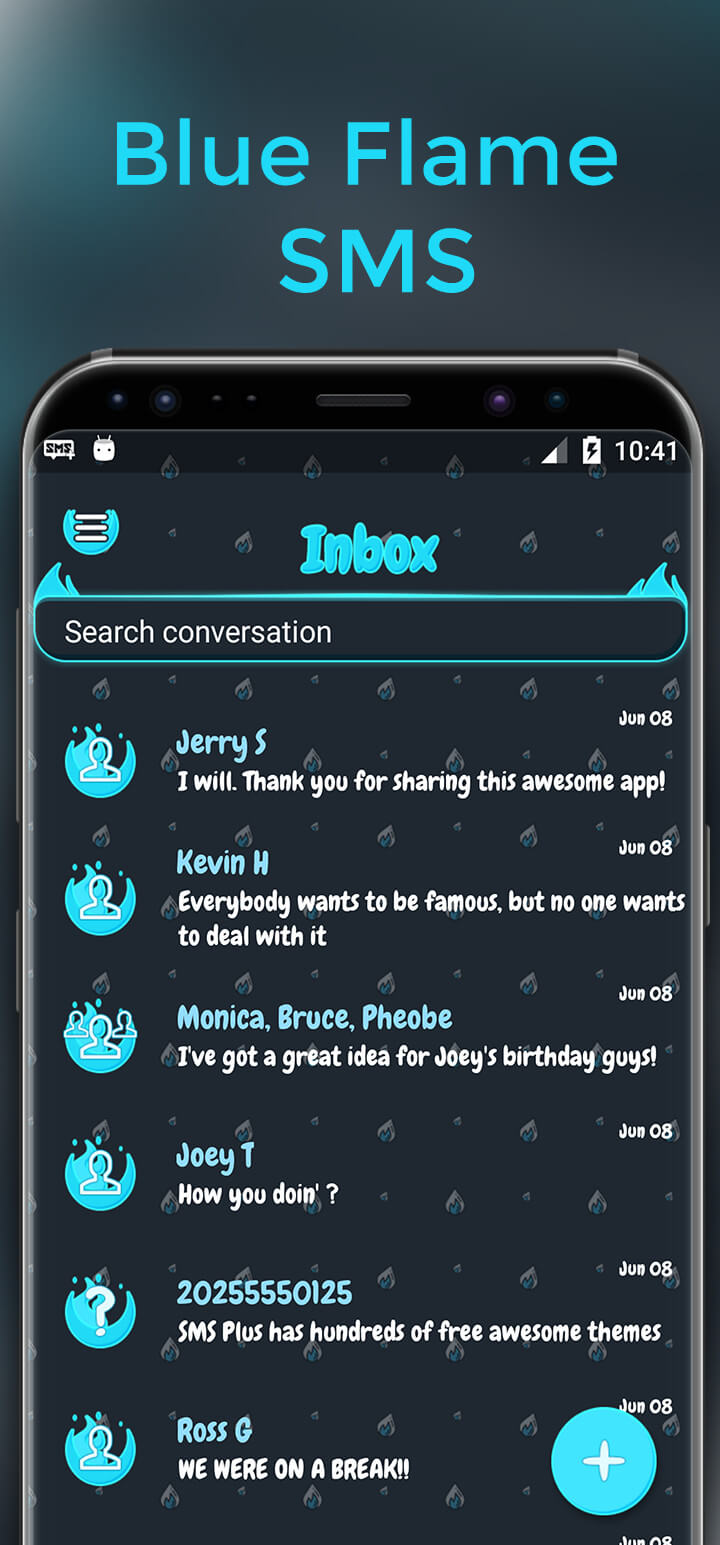 Blue Flame
SMS
SMS
10:41
Inbox
Search conversation
Jun 08
Jerry S
I will. Thank you for sharing this awesome app!
Jun 08
Kevin H
Everybody wants to be famous, but no one wants
to deal with it
Jun 08
Monica, Bruce, Pheobe
I've got a great idea for Joey's birthday guys!
Jun 08
Joey T
How you doin' ?
Jun 08
20255550125
SMS Plus has hundreds of free awesome themes
Jun 08
Ross G
WE WERE ON A BREAK!!
Jun 08